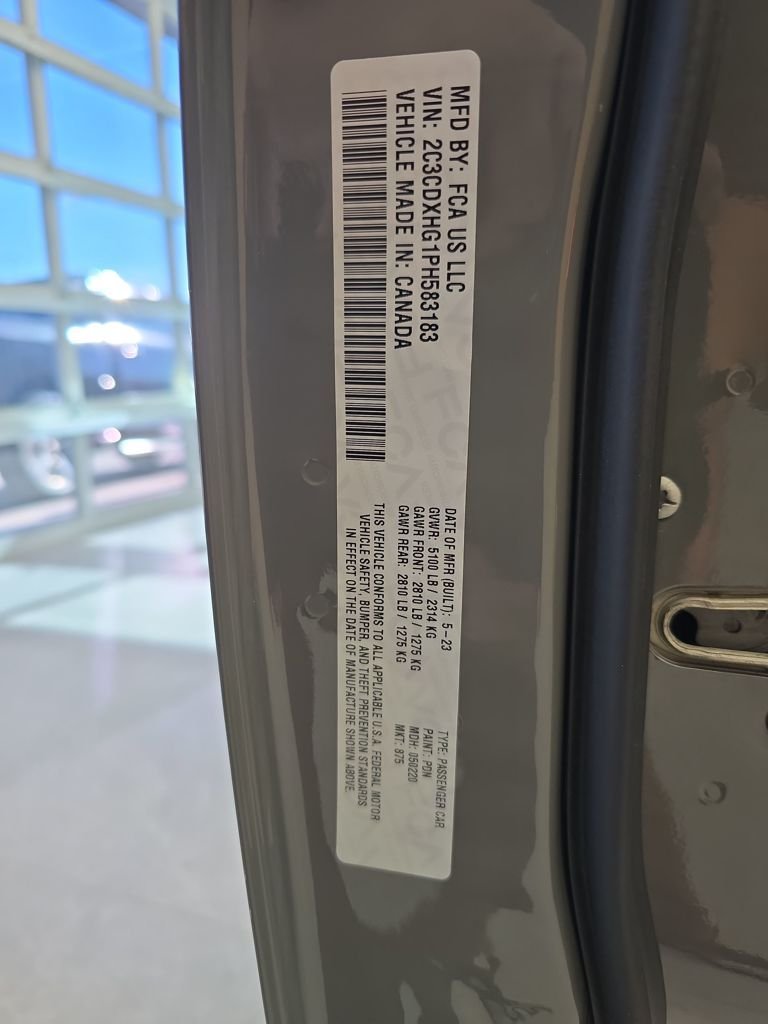 MFD BY: FCA US LLC
VIN: 2C3CDXHG1PH583183
VEHICLE MADE IN: CANADA
DATE OF MFR (BUILT): 5-23
GVWR: 5100 LB / 2314 KG
GAWR FRONT: 2810 LB / 1275 KG
GAWR REAR: 2810 LB / 1275 KG
THIS VEHICLE CONFORMS TO ALL APPLICABLE U.S.A. FEDERAL MOTOR
VEHICLE SAFETY, BUMPER, AND THEFT PREVENTION STANDARDS
IN EFFECT ON THE DATE OF MANUFACTURE SHOWN ABOVE.
TYPE: PASSENGER CAR
PAINT: PDN
MDH: 050220
MKT: 875